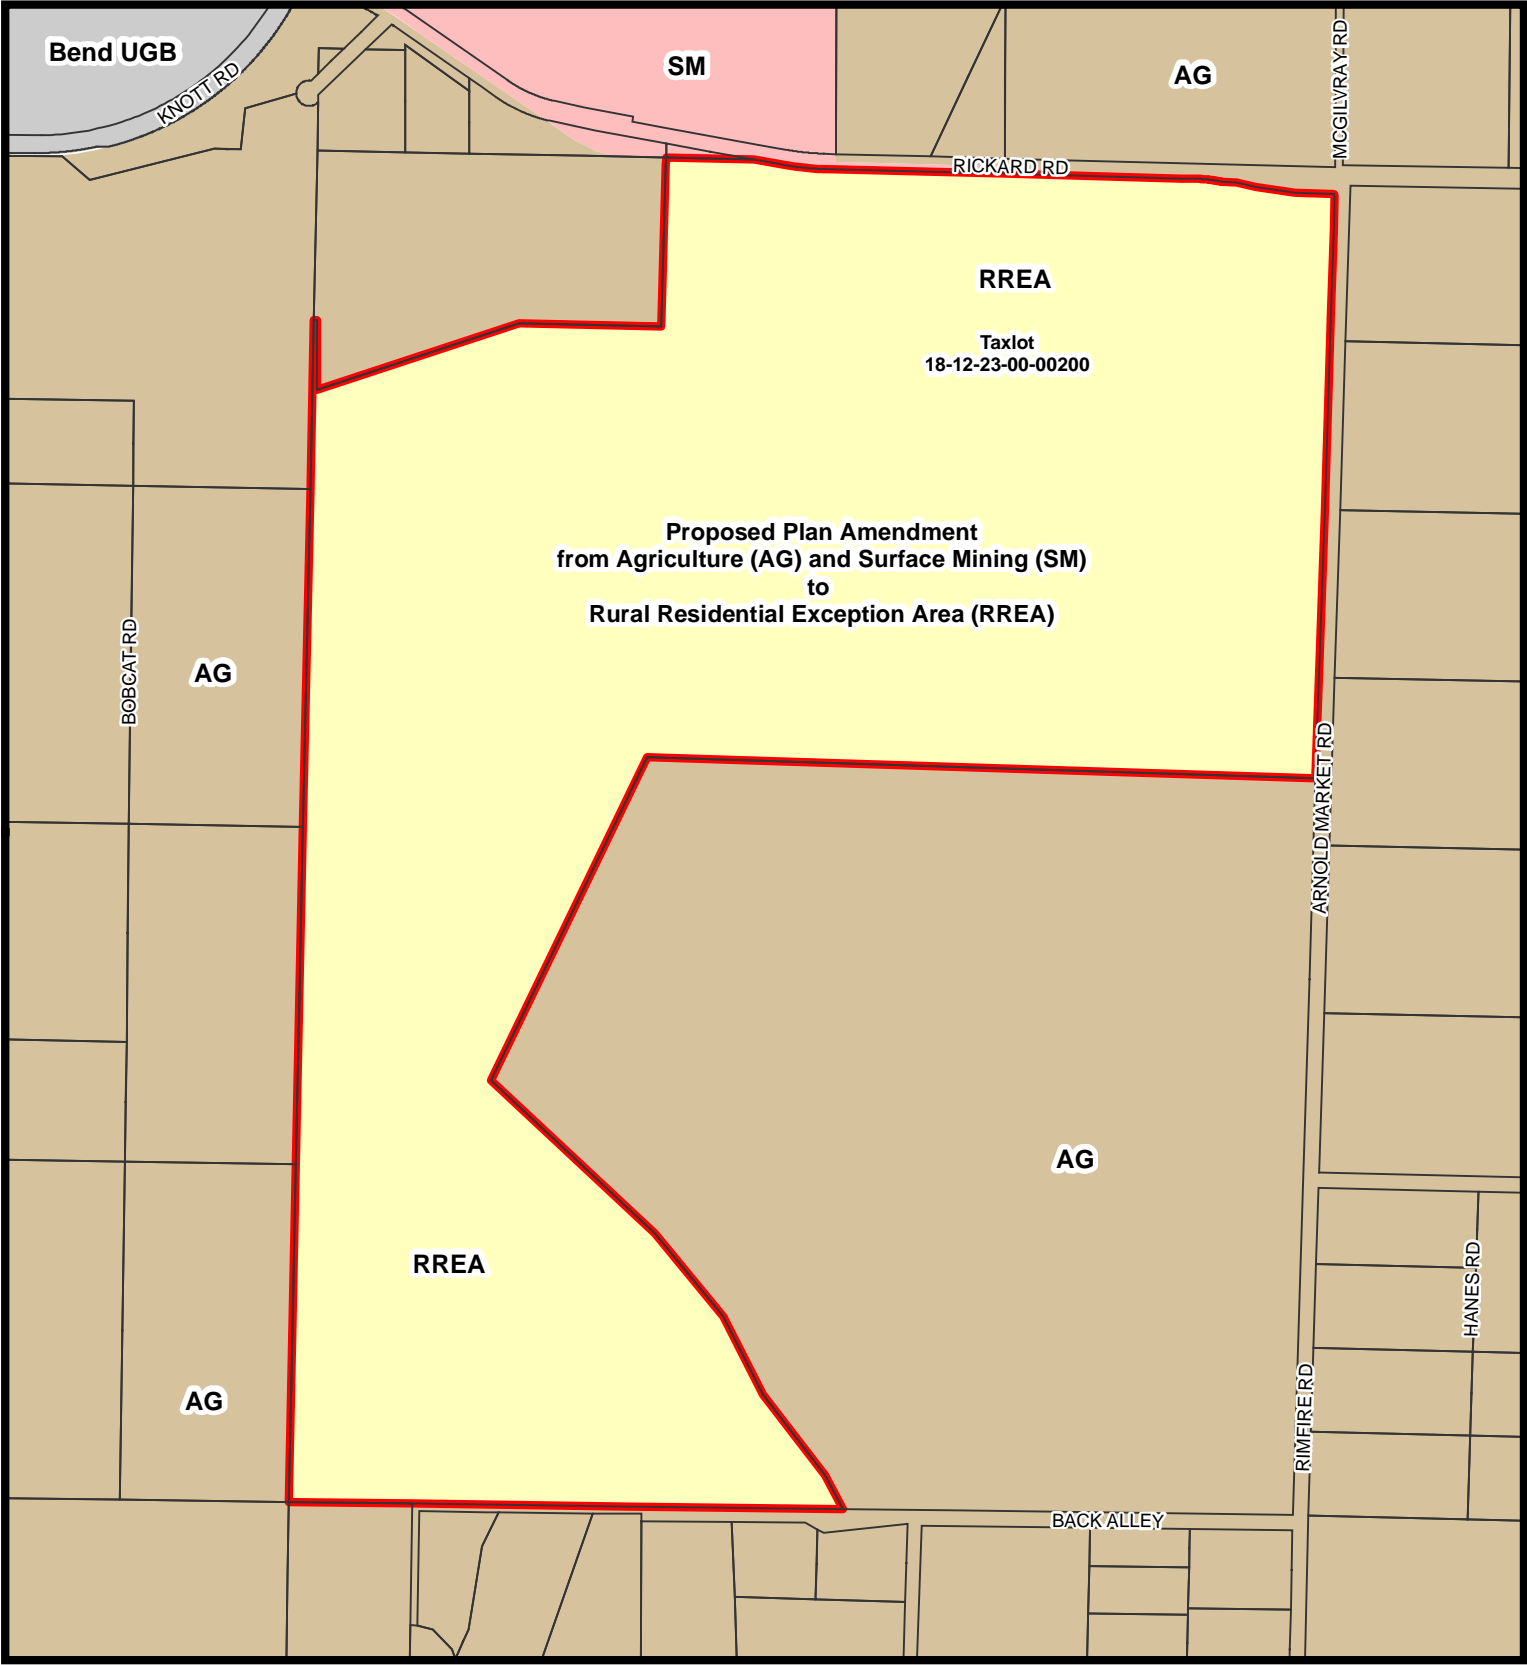 Bend UGB
KNOTT RD
SM
AG
MCGILVRAY RD
RICKARD RD
RREA
Taxlot
18-12-23-00-00200
Proposed Plan Amendment
from Agriculture (AG) and Surface Mining (SM)
to
Rural Residential Exception Area (RREA)
BOBCAT RD
AG
ARNOLD MARKET RD
AG
RREA
HANES RD
RIMFIRE RD
AG
BACK ALLEY